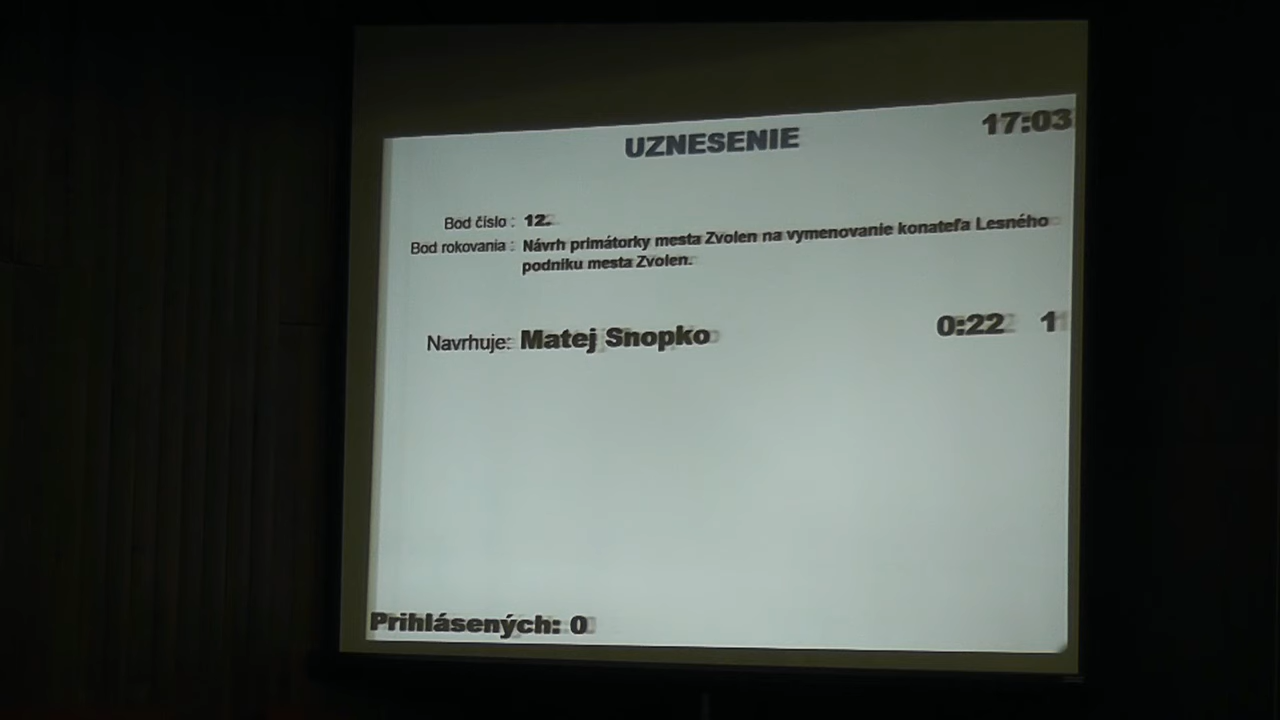 UZNESENIE 17:03
Bod číslo : 12.
Bod rokovania : Návrh primátorky mesta Zvolen na vymenovanie konateľa Lesného
podniku mesta Zvolen.
Navrhuje: Matej Snopko 0:22 1
Prihlásených: 0